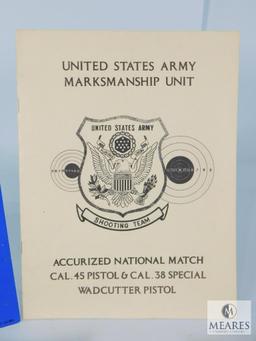 UNITED STATES ARMY
MARKSMANSHIP UNIT
UNITED STATES ARMY
SHOOTING TEAM
ACCURIZED NATIONAL MATCH
CAL. 45 PISTOL & CAL. 38 SPECIAL
WADCUTTER PISTOL
MEARES